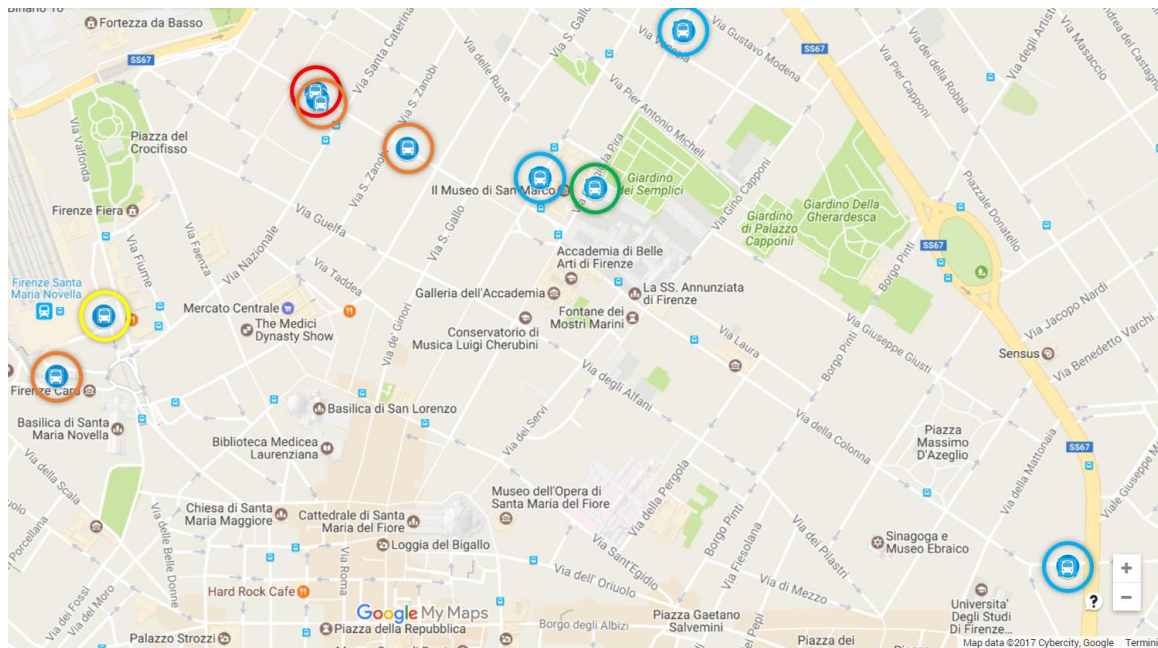 Binario 16
Fortezza da Basso
SS67
Via Santa Caterina
Via S. Zanobi
Via delle Ruote
Via S. Gallo
Via Venezia
Via Gustavo Modena
SS67
Via Pier Capponi
Via dei della Robbia
Via degli Artisti
Via Masaccio
Andrea del Castagno
Via Valfonda
Piazza del
Crocifisso
Via Pier Antonio Micheli
Via S. Zanobi
Il Museo di San Marco
Giardino
dei Semplici
Via Gino Capponi
Giardino Della
Gherardesca
Piazzale Donatello
Firenze Fiera
Via Guelfa
Via S. Gallo
Giardino
di Palazzo
Capponi
SS67
Via Fiume
Via Faenza
Via Nazionale
Via Taddea
Accademia di Belle
Arti di Firenze
Borgo Pinti
Firenze Santa
Maria Novella
Mercato Centrale
Galleria dell'Accademia
La SS. Annunziata
di Firenze
Via Jacopo Nardi
The Medici
Dynasty Show
Via de' Ginori
Fontane dei
Mostri Marini
Conservatorio di
Musica Luigi Cherubini
Via Laura
Via Giuseppe Giusti
Borgo Pinti
Sensus
Via Benedetto Varchi
Firenze Card
Via degli Alfani
Basilica di Santa
Maria Novella
Basilica di San Lorenzo
Via dei Servi
Via della Colonna
Piazza
Massimo
D'Azeglio
SS67
Via della Mattonaia
Viale Giuseppe M
Biblioteca Medicea
Laurenziana
Via della Scala
Museo dell'Opera di
Santa Maria del Fiore
Via della Pergola
Chiesa di Santa
Maria Maggiore
Cattedrale di Santa
Maria del Fiore
Borgo Pinti
Via Fiesolana
Via dei Pilastri
Sinagoga e
Museo Ebraico
Porcellana
Via delle Belle Donne
Loggia del Bigallo
Via Roma
Via Sant'Egidio
Via dell' Oriuolo
Via di Mezzo
+
−
?
Hard Rock Cafe
Google My Maps
Via dei Fossi
Via del Moro
Universita'
Degli Studi
Di Firenze...
Palazzo Strozzi
Piazza della Repubblica
Borgo degli Albizi
Piazza Gaetano
Salvemini
Piazza dei
Map data ©2017 Cybercity, Google
Termini